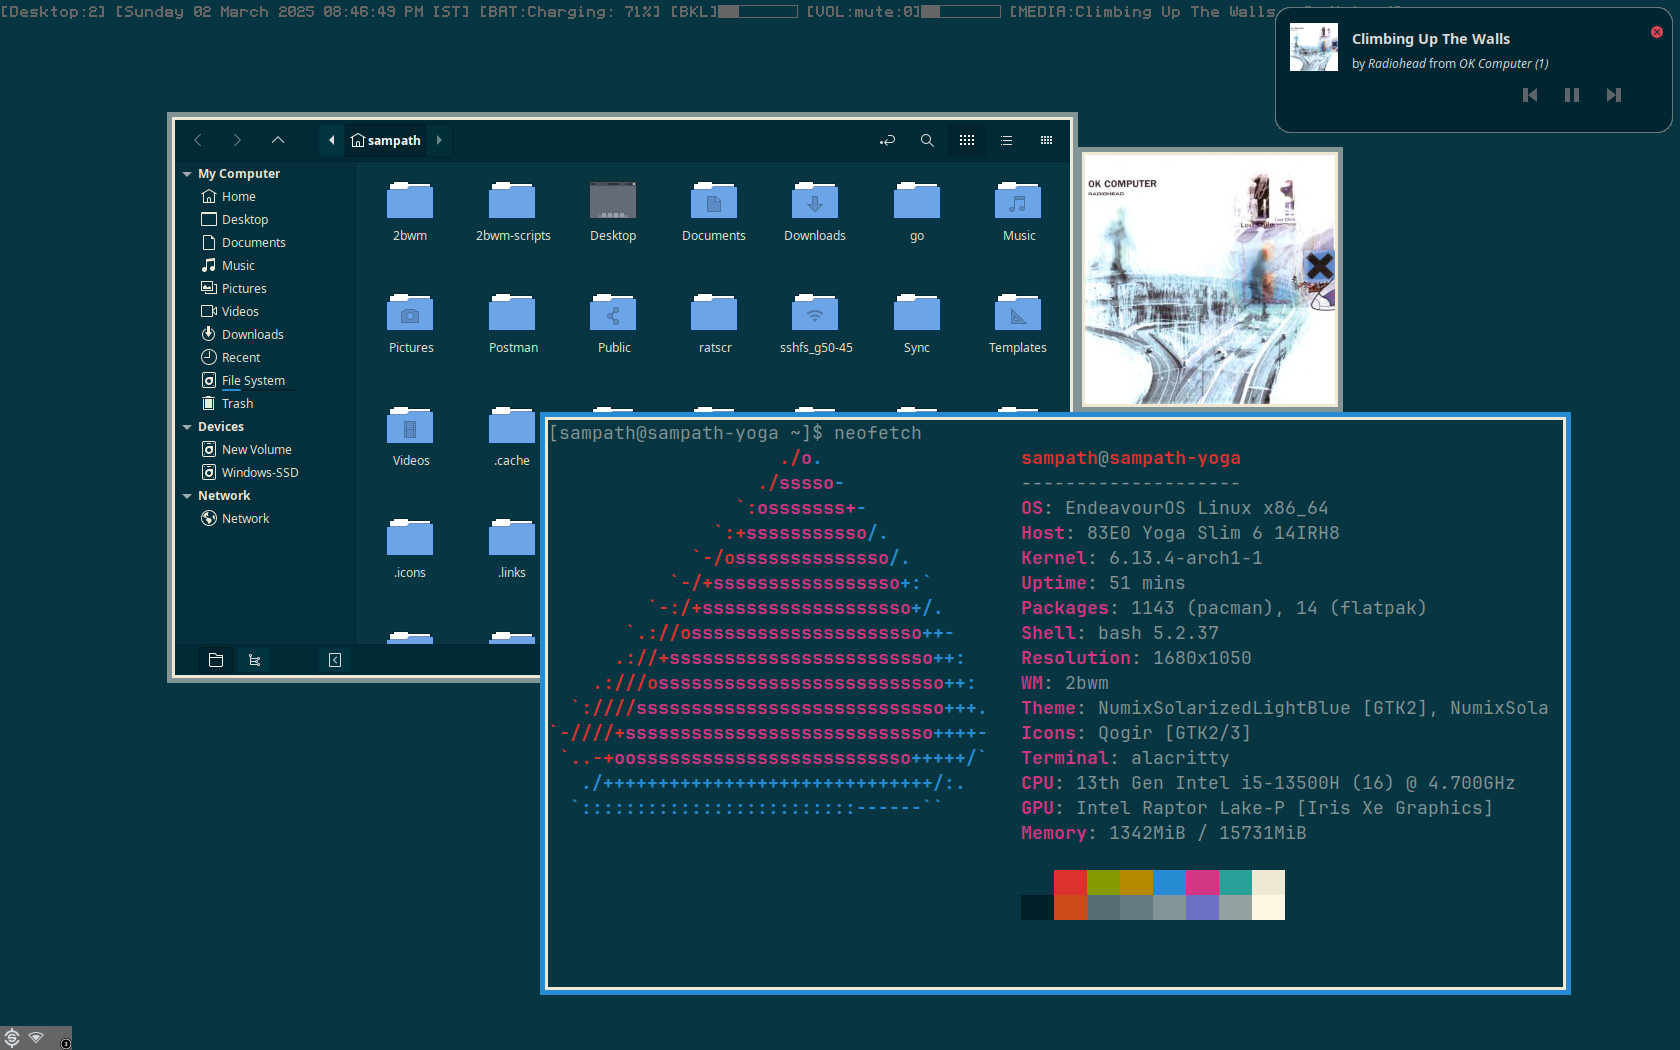 [Desktop:2] [Sunday 02 March 2025 08:46:49 PM IST] [BAT:Charging: 71%] [BKL] [VOL:mute:0] [MEDIA:Climbing Up The Walls
Climbing Up The Walls
by Radiohead from OK Computer (1)
sampath
My Computer
Home
Desktop
Documents
Music
Pictures
Videos
Downloads
Recent
File System
Trash
Devices
New Volume
Windows-SSD
Network
Network
2bwm 2bwm-scripts Desktop Documents Downloads go Music
Pictures Postman Public ratscr sshfs_g50-45 Sync Templates
Videos .cache
.icons .links
OK COMPUTER
RADIOHEAD
[sampath@sampath-yoga ~]$ neofetch
./o.
./sssso-
`:osssssss+-
`:+sssssssssso/.
`-/ossssssssssssso/.
`-/+sssssssssssssssso+:`
`-:/+sssssssssssssssssso+/.
`.://osssssssssssssssssssso++-
.://+ssssssssssssssssssssssso++:
.:///ossssssssssssssssssssssssso++:
`:////ssssssssssssssssssssssssssso+++.
`-////+ssssssssssssssssssssssssssso++++-
`..-+oosssssssssssssssssssssssso+++++/`
./++++++++++++++++++++++++++++++/:.
`:::::::::::::::::::::::::------``
sampath@sampath-yoga
--------------------
OS: EndeavourOS Linux x86_64
Host: 83E0 Yoga Slim 6 14IRH8
Kernel: 6.13.4-arch1-1
Uptime: 51 mins
Packages: 1143 (pacman), 14 (flatpak)
Shell: bash 5.2.37
Resolution: 1680x1050
WM: 2bwm
Theme: NumixSolarizedLightBlue [GTK2], NumixSola
Icons: Qogir [GTK2/3]
Terminal: alacritty
CPU: 13th Gen Intel i5-13500H (16) @ 4.700GHz
GPU: Intel Raptor Lake-P [Iris Xe Graphics]
Memory: 1342MiB / 15731MiB